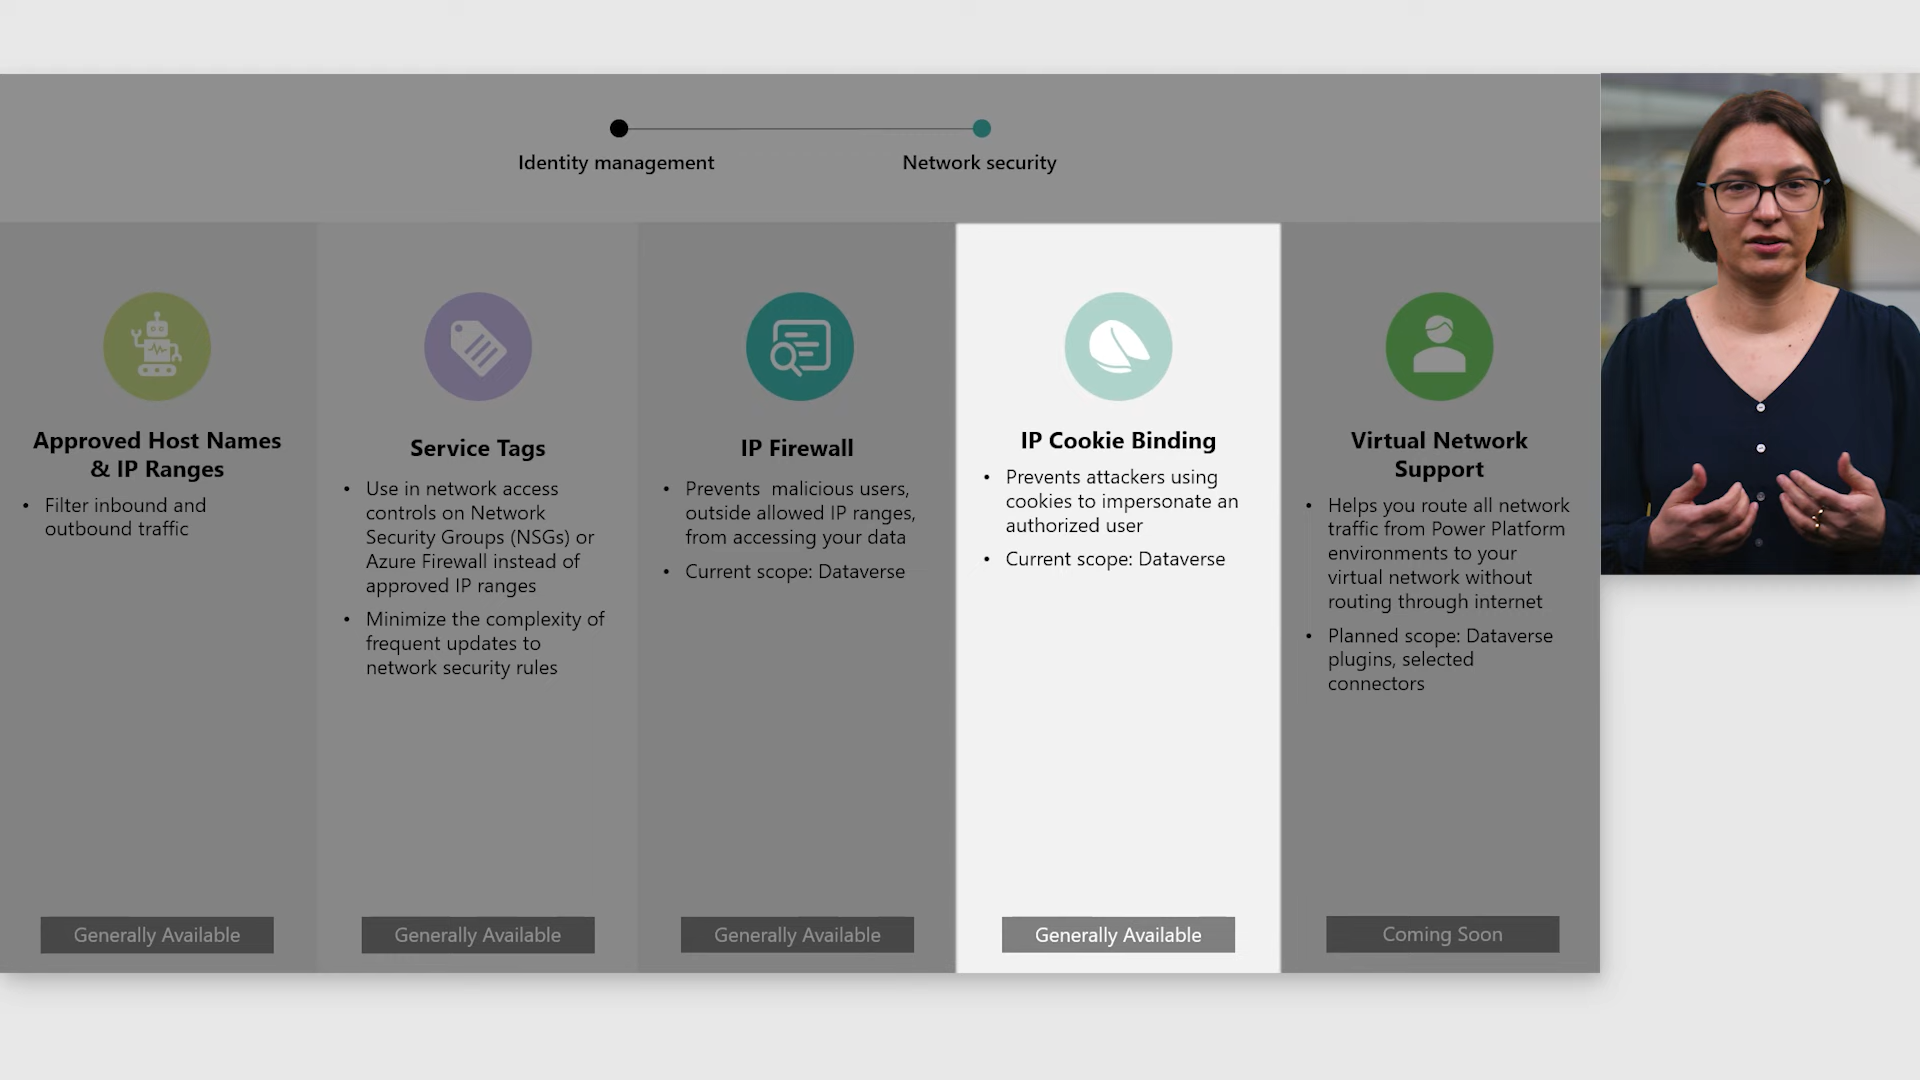 Identity management
Network security
Approved Host Names
& IP Ranges
• Filter inbound and
outbound traffic
Generally Available
Service Tags
• Use in network access
controls on Network
Security Groups (NSGs) or
Azure Firewall instead of
approved IP ranges
• Minimize the complexity of
frequent updates to
network security rules
Generally Available
IP Firewall
• Prevents  malicious users,
outside allowed IP ranges,
from accessing your data
• Current scope: Dataverse
Generally Available
IP Cookie Binding
• Prevents attackers using
cookies to impersonate an
authorized user
• Current scope: Dataverse
Generally Available
Virtual Network
Support
• Helps you route all network
traffic from Power Platform
environments to your
virtual network without
routing through internet
• Planned scope: Dataverse
plugins, selected
connectors
Coming Soon